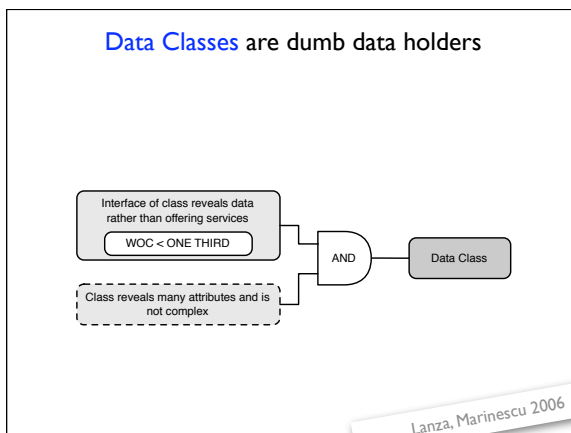 Data Classes are dumb data holders
Interface of class reveals data
rather than offering services
WOC < ONE THIRD
AND
Data Class
Class reveals many attributes and is
not complex
Lanza, Marinescu 2006